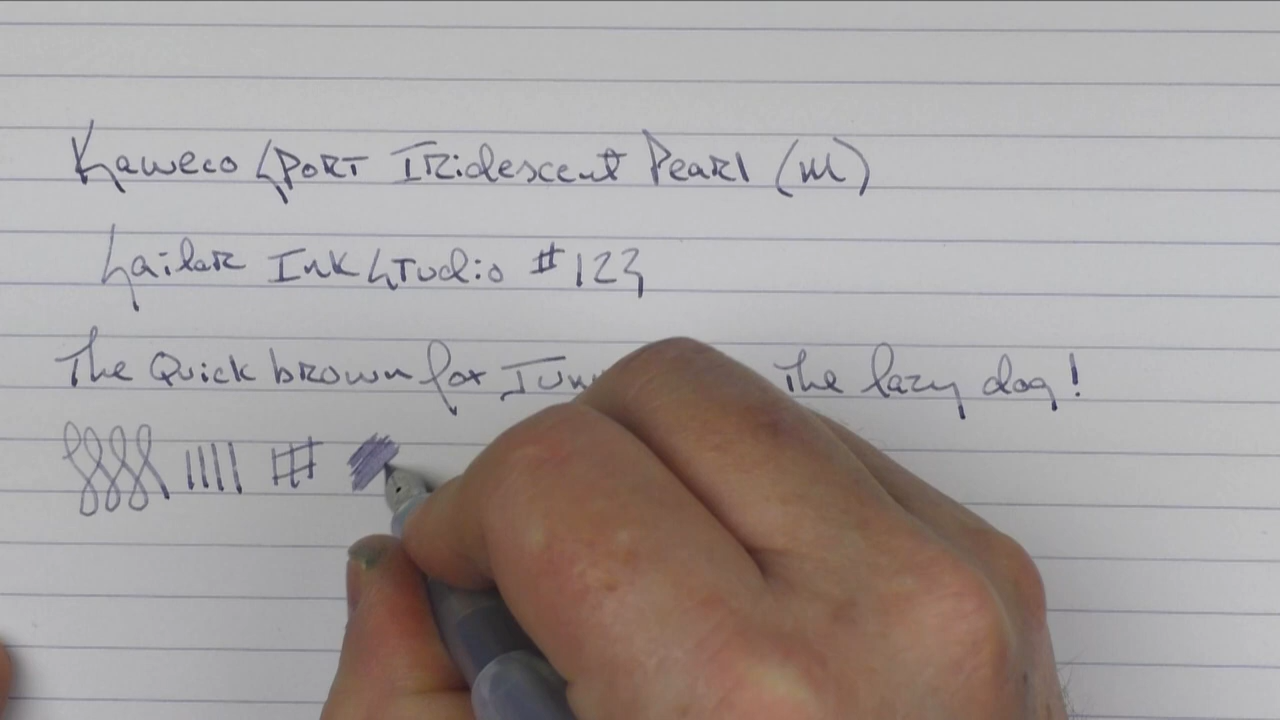 Kaweco Sport Iridescent Pearl (M)
Sailor Ink Studio #123
The Quick brown fox The lazy dog!